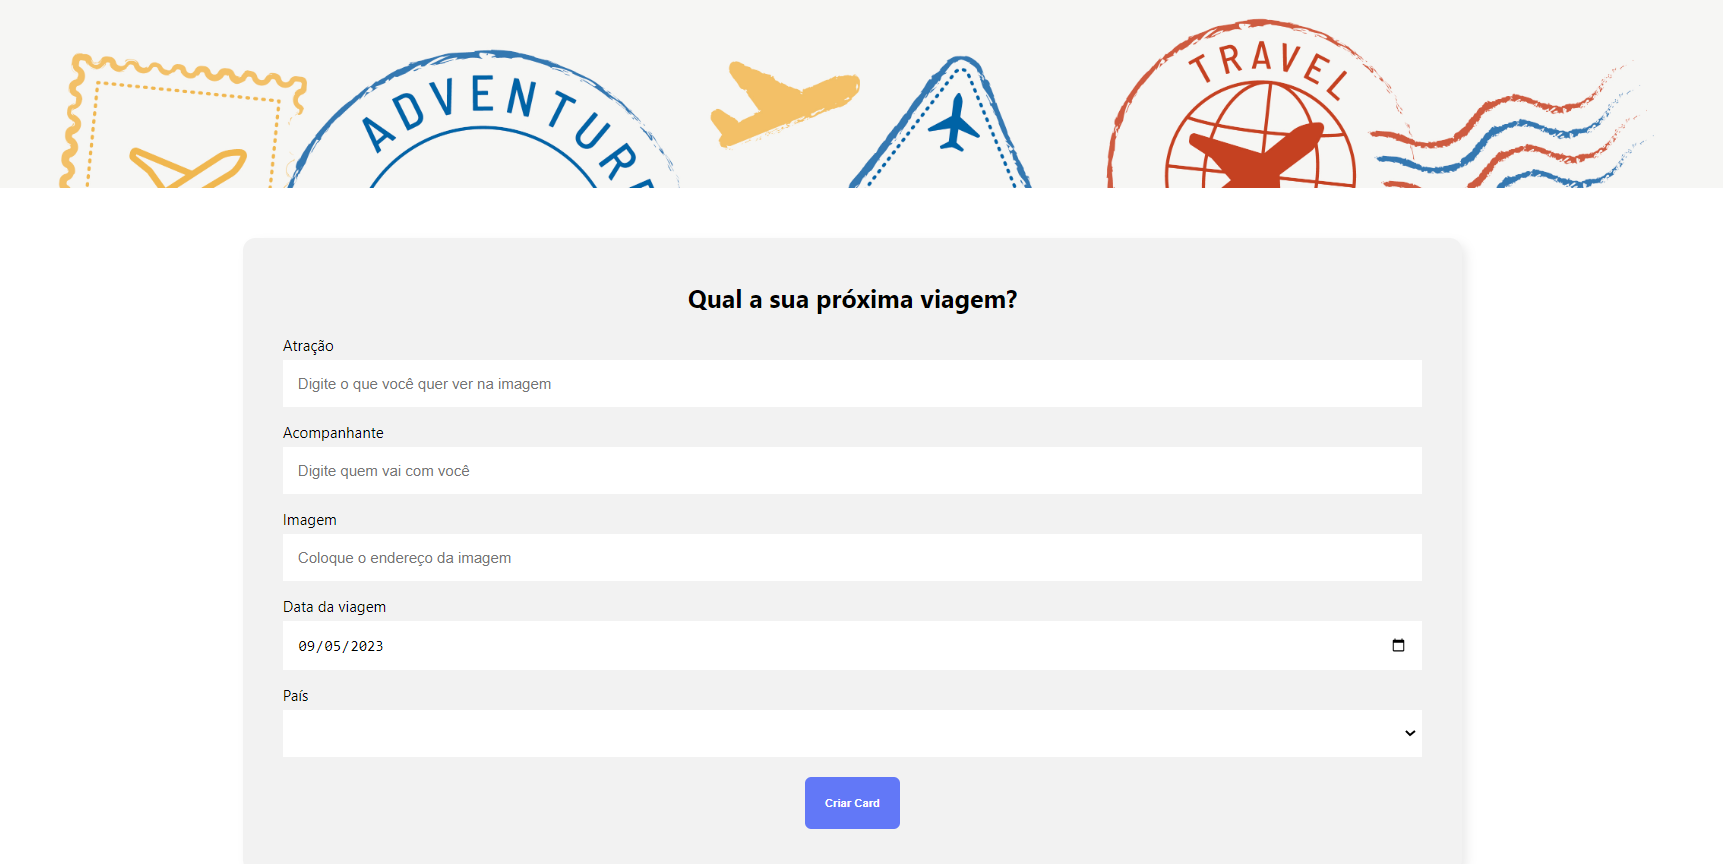 ADVENTURE
TRAVEL
Qual a sua próxima viagem?
Atração
Digite o que você quer ver na imagem
Acompanhante
Digite quem vai com você
Imagem
Coloque o endereço da imagem
Data da viagem
09/05/2023
País
Criar Card